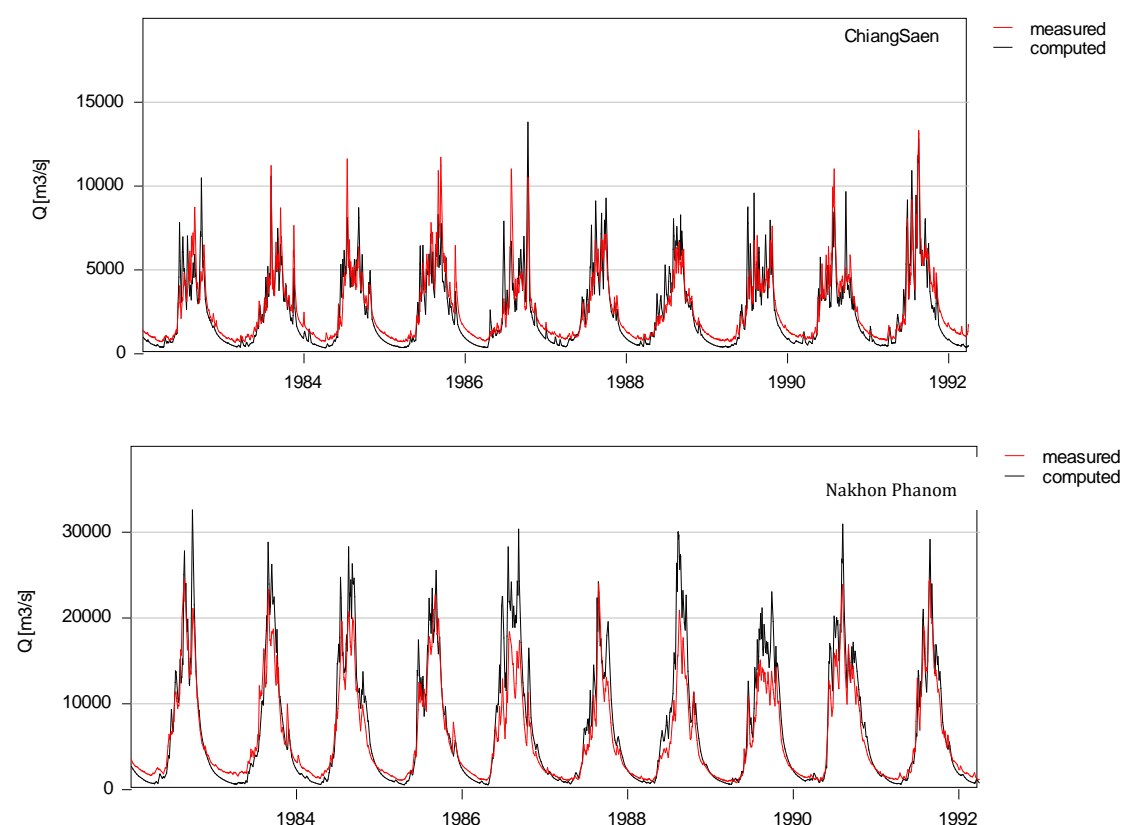 ChiangSaen
measured
computed
15000
10000
5000
0
Q [m3/s]
1984
1986
1988
1990
1992
measured
computed
Nakhon Phanom
30000
20000
10000
0
Q [m3/s]
1984
1986
1988
1990
1992